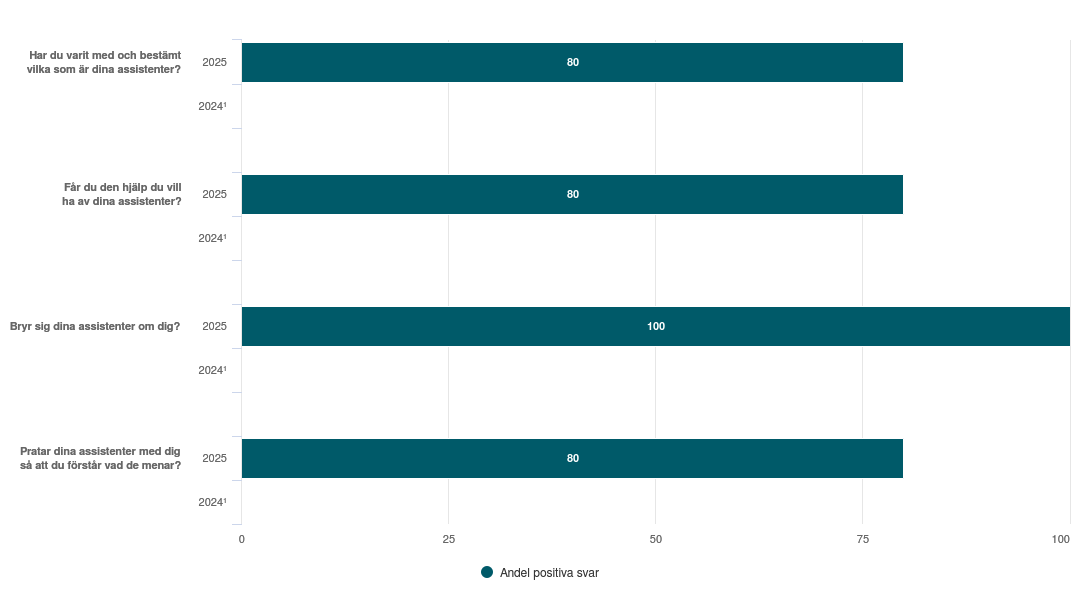 Har du varit med och bestämt
vilka som är dina assistenter?
2025
80
2024¹
Får du den hjälp du vill
ha av dina assistenter?
2025
80
2024¹
Bryr sig dina assistenter om dig?
2025
100
2024¹
Pratar dina assistenter med dig
så att du förstår vad de menar?
2025
80
2024¹
0 25 50 75 100
Andel positiva svar